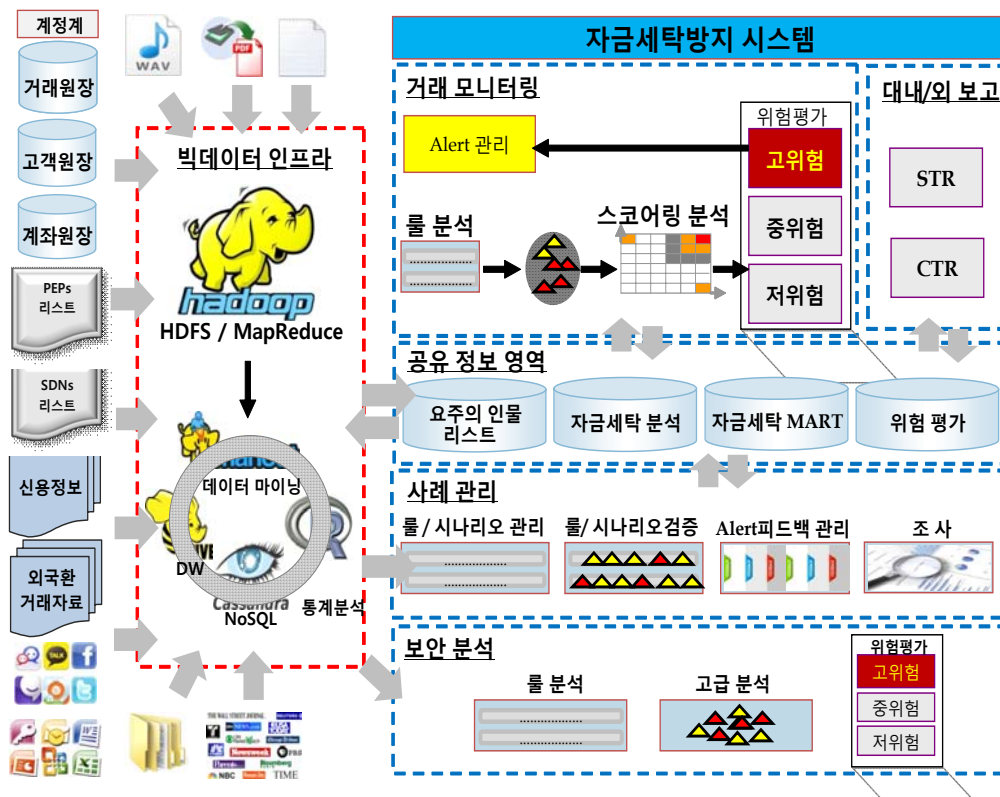 계정계
거래원장
고객원장
계좌원장
PEPs
리스트
SDNs
리스트
신용정보
외국환
거래자료
TALK
WAV
PDF
빅데이터 인프라
hadoop
HDFS / MapReduce
데이터 마이닝
DW
Cassandra
NoSQL
통계분석
THE WALL STREET JOURNAL
Newsweek
PBS
Bloomberg
NBC
TIME
자금세탁방지 시스템
거래 모니터링
Alert 관리
룰 분석
스코어링 분석
위험평가
고위험
중위험
저위험
대내/외 보고
STR
CTR
공유 정보 영역
요주의 인물
리스트
자금세탁 분석
자금세탁 MART
위험 평가
사례 관리
룰 / 시나리오 관리
룰/ 시나리오검증
Alert피드백 관리
조 사
보안 분석
룰 분석
고급 분석
위험평가
고위험
중위험
저위험